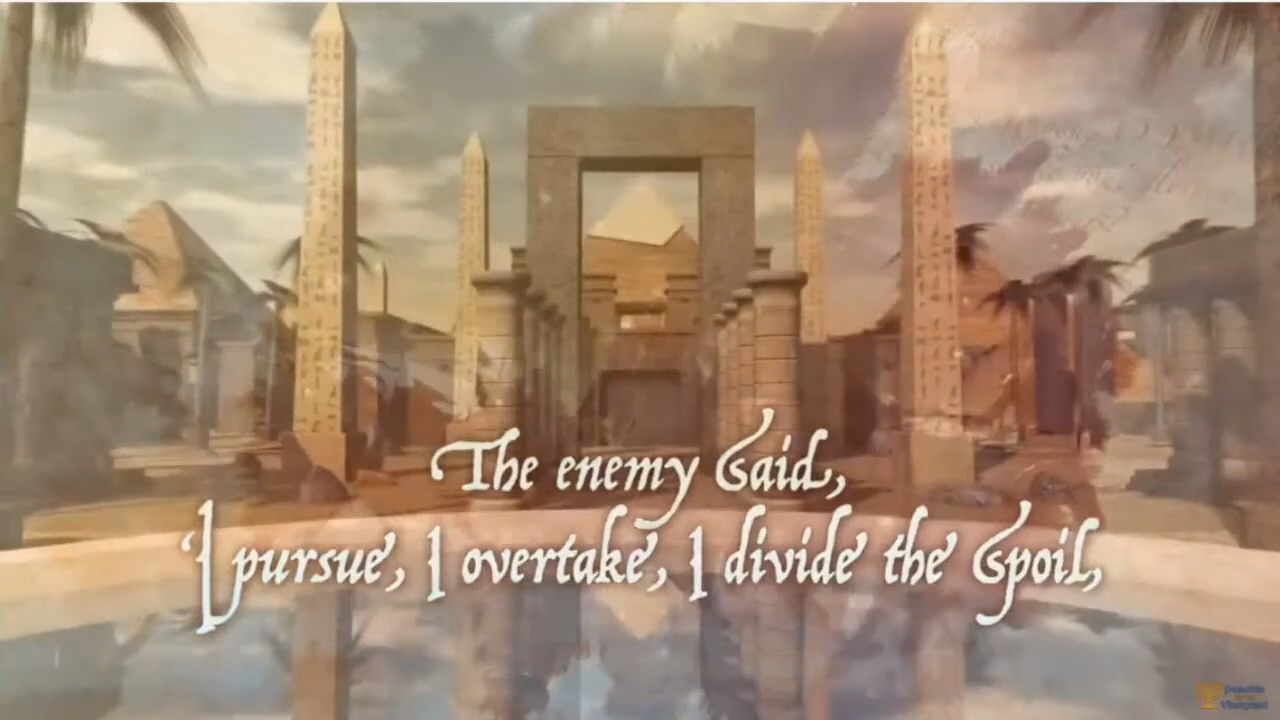 The enemy said,
'I pursue, I overtake, I divide the spoil,